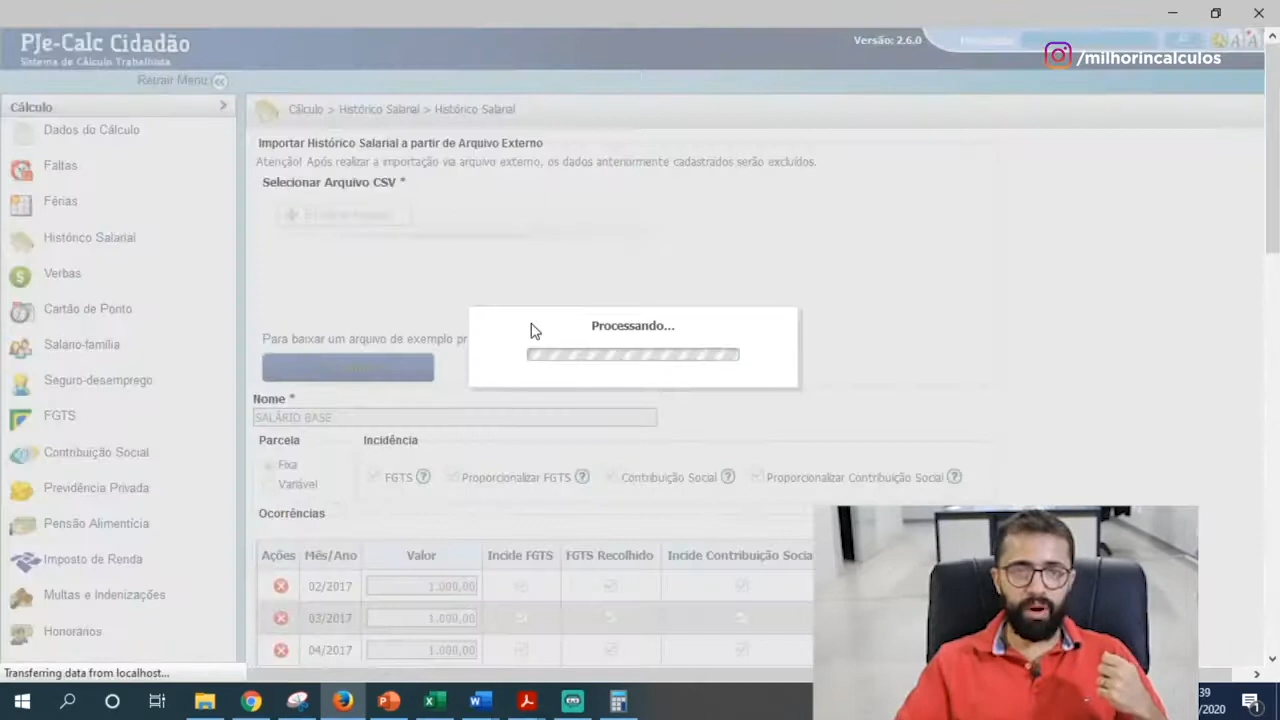 PJe-Calc Cidadão
Sistema de Cálculo Trabalhista
Versão: 2.6.0
/milhorincalculos
Retrair Menu
Cálculo
Cálculo > Histórico Salarial > Histórico Salarial
Dados do Cálculo
Faltas
Férias
Histórico Salarial
Verbas
Cartão de Ponto
Salário-família
Seguro-desemprego
FGTS
Contribuição Social
Previdência Privada
Pensão Alimentícia
Imposto de Renda
Multas e Indenizações
Honorários
Importar Histórico Salarial a partir de Arquivo Externo
Atenção! Após realizar a importação via arquivo externo, os dados anteriormente cadastrados serão excluídos.
Selecionar Arquivo CSV *
Para baixar um arquivo de exemplo
Processando...
Nome *
SALÁRIO BASE
Parcela Incidência
Fixa
Variável
FGTS Proporcionalizar FGTS Contribuição Social Proporcionalizar Contribuição Social
Ocorrências
Ações Mês/Ano Valor Incide FGTS FGTS Recolhido Incide Contribuição Socia
02/2017 1.000,00
03/2017 1.000,00
04/2017 1.000,00
Transferring data from localhost...
39
/2020